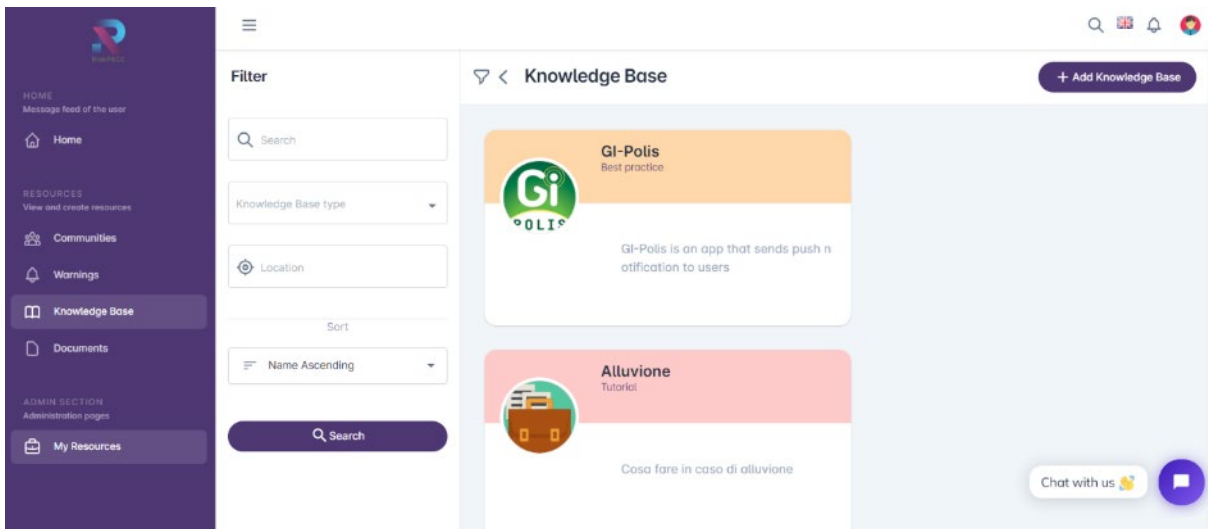 HOME
Message feed of the user
Home
RESOURCES
View and create resources
Communities
Warnings
Knowledge Base
Documents
ADMIN SECTION
Administration pages
My Resources
Filter
Search
Knowledge Base type
Location
Sort
Name Ascending
Search
Knowledge Base
+ Add Knowledge Base
GI-Polis
Best practice
Gi
POLIS
GI-Polis is an app that sends push n
otification to users
Alluvione
Tutorial
Cosa fare in caso di alluvione
Chat with us